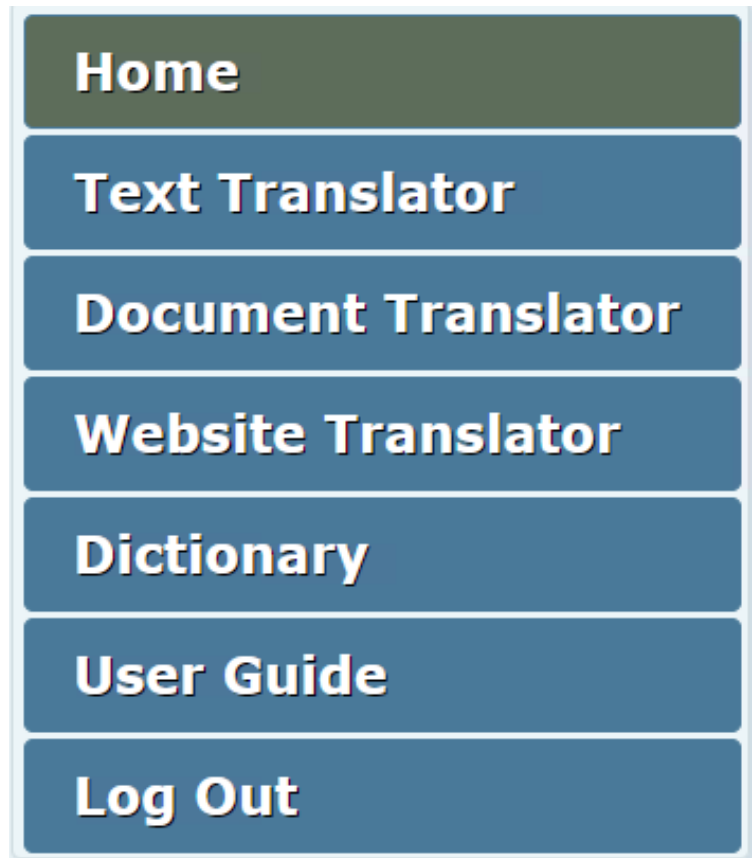 Home
Text Translator
Document Translator
Website Translator
Dictionary
User Guide
Log Out